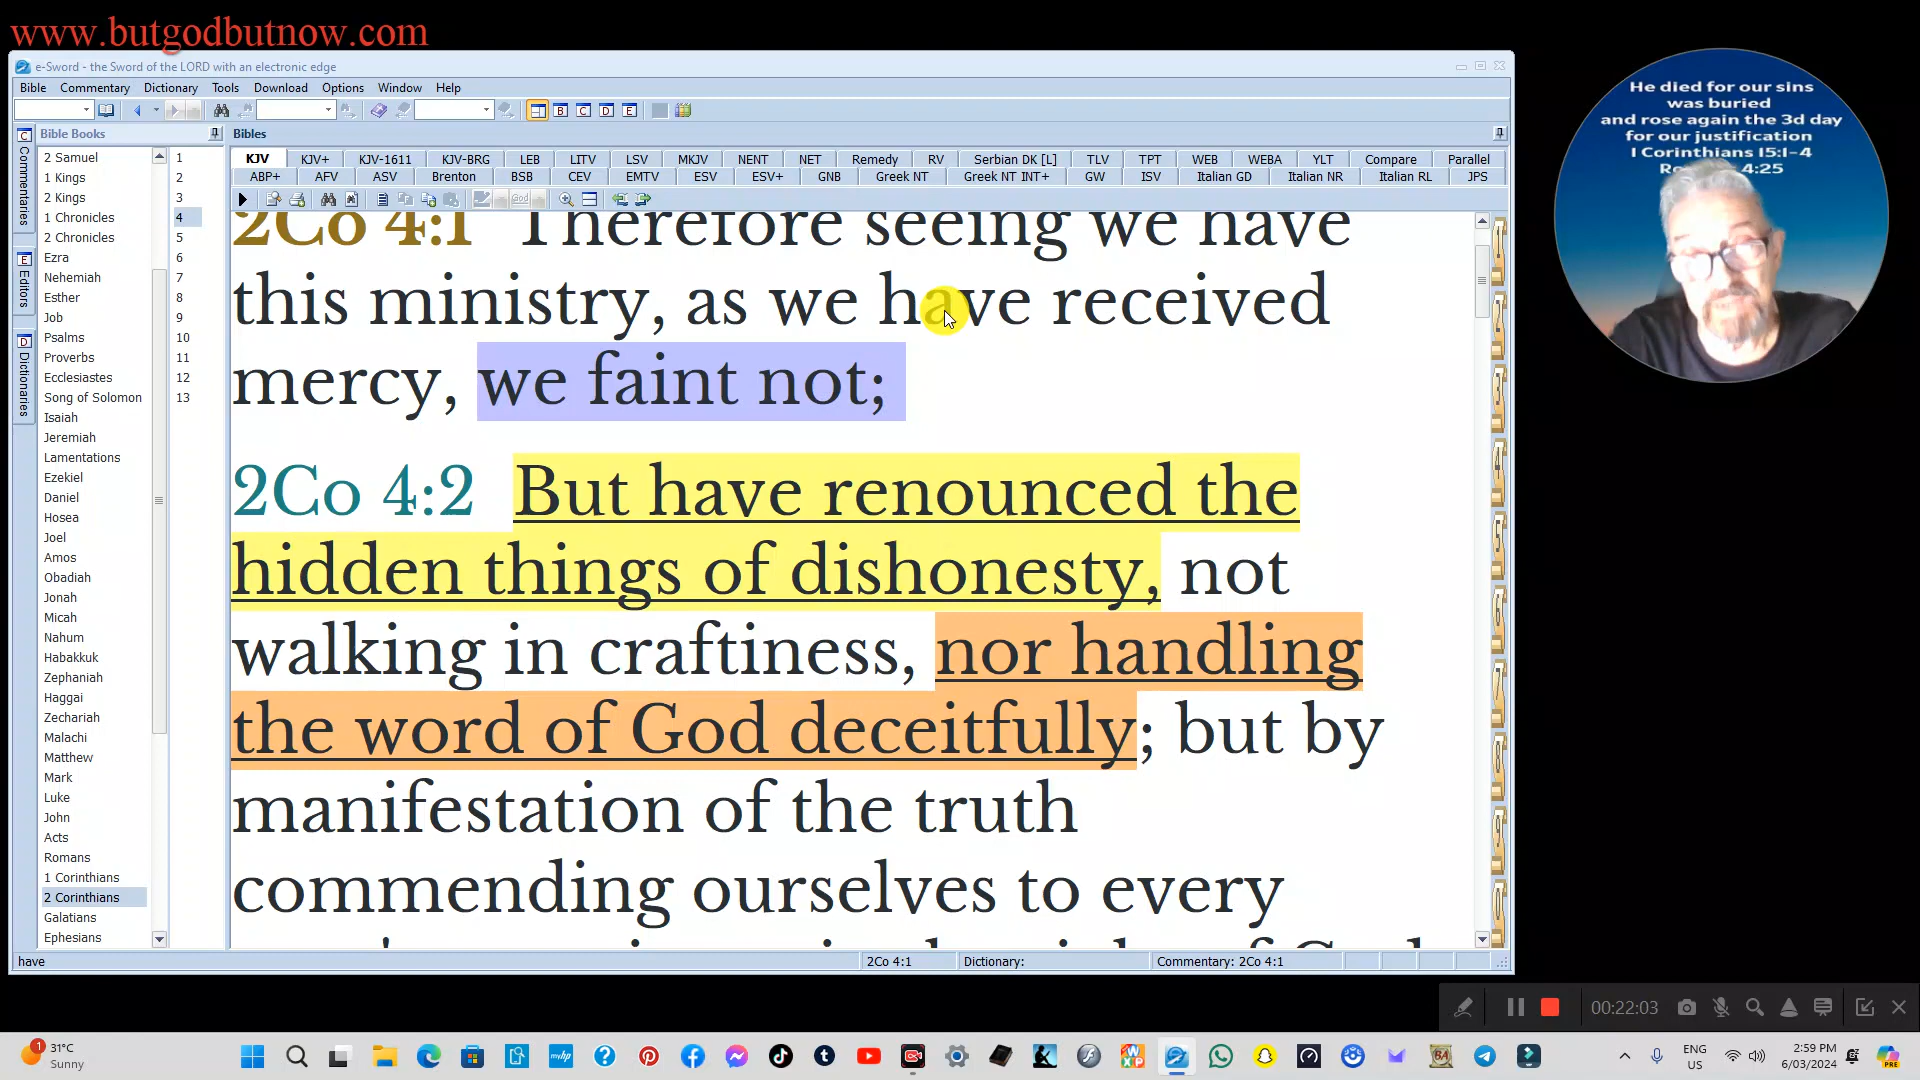 www.butgodbutnow.com
e-Sword - the Sword of the LORD with an electronic edge
Bible Commentary Dictionary Tools Download Options Window Help
Bible Books
Bibles
Commentaries
Editors
Dictionaries
2 Samuel 1
1 Kings 2
2 Kings 3
1 Chronicles 4
2 Chronicles 5
Ezra 6
Nehemiah 7
Esther 8
Job 9
Psalms 10
Proverbs 11
Ecclesiastes 12
Song of Solomon 13
Isaiah
Jeremiah
Lamentations
Ezekiel
Daniel
Hosea
Joel
Amos
Obadiah
Jonah
Micah
Nahum
Habakkuk
Zephaniah
Haggai
Zechariah
Malachi
Matthew
Mark
Luke
John
Acts
Romans
1 Corinthians
2 Corinthians
Galatians
Ephesians
KJV KJV+ KJV-1611 KJV-BRG LEB LITV LSV MKJV NENT NET Remedy RV Serbian DK [L] TLV TPT WEB WEBA YLT Compare Parallel
ABP+ AFV ASV Brenton BSB CEV EMTV ESV ESV+ GNB Greek NT Greek NT INT+ GW ISV Italian GD Italian NR Italian RL JPS
2Co 4:1 Therefore seeing we have
this ministry, as we have received
mercy, we faint not;
2Co 4:2 But have renounced the
hidden things of dishonesty, not
walking in craftiness, nor handling
the word of God deceitfully; but by
manifestation of the truth
commending ourselves to every
have 2Co 4:1 Dictionary: Commentary: 2Co 4:1
He died for our sins
was buried
and rose again the 3d day
for our justification
1 Corinthians 15:1-4
4:25
00:22:03
31°C
Sunny
ENG
US
2:59 PM
6/03/2024